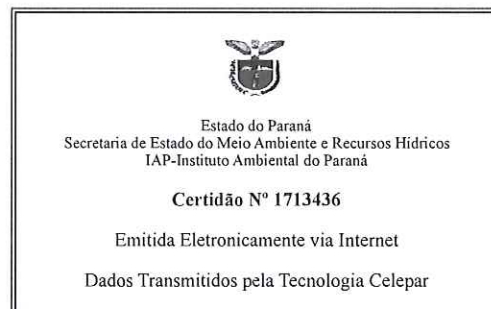 Estado do Paraná
Secretaria de Estado do Meio Ambiente e Recursos Hídricos
IAP-Instituto Ambiental do Paraná
Certidão Nº 1713436
Emitida Eletronicamente via Internet
Dados Transmitidos pela Tecnologia Celepar